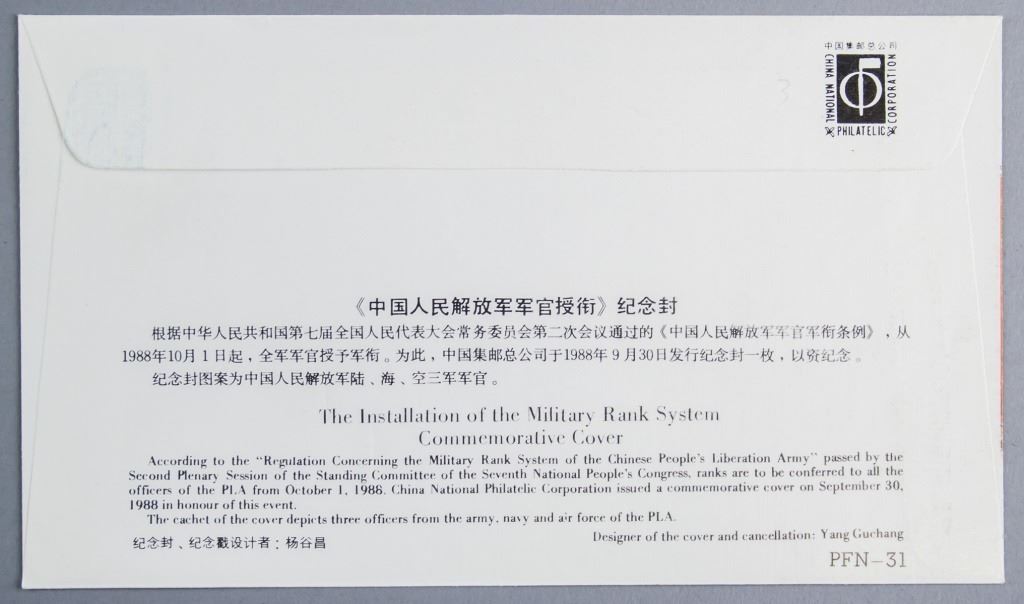 中国集邮总公司
CHINA NATIONAL
PHILATELIC
CORPORATION
3
《中国人民解放军军官授衔》纪念封
根据中华人民共和国第七届全国人民代表大会常务委员会第二次会议通过的《中国人民解放军军官军衔条例》，从
1988年10月1日起，全军军官授予军衔。为此，中国集邮总公司于1988年9月30日发行纪念封一枚，以资纪念。
纪念封图案为中国人民解放军陆、海、空三军军官。
The Installation of the Military Rank System
Commemorative Cover
According to the "Regulation Concerning the Military Rank System of the Chinese People's Liberation Army" passed by the
Second Plenary Session of the Standing Committee of the Seventh National People's Congress, ranks are to be conferred to all the
officers of the PLA from October 1, 1988. China National Philatelic Corporation issued a commemorative cover on September 30,
1988 in honour of this event.
The cachet of the cover depicts three officers from the army, navy and air force of the PLA.
纪念封、纪念戳设计者：杨谷昌
Designer of the cover and cancellation: Yang Guchang
PFN-31